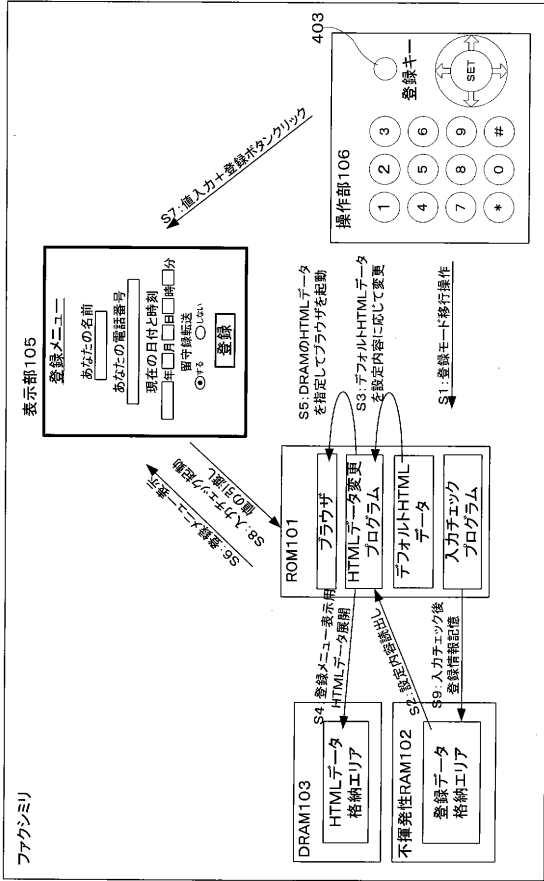 ファクシミリ
表示部105
登録メニュー
あなたの名前
あなたの電話番号
現在の日付と時刻
年 月 日 時 分
留守録転送
する しない
登録
S7:値入力+登録ボタンクリック
403
操作部106
登録キー
1 2 3
4 5 6
7 8 9
* 0 #
SET
S6:登録メニュー表示
S8:入力チェック起動
値の引渡し
S5:DRAMのHTMLデータ
を指定してブラウザを起動
S3:デフォルトHTMLデータ
を設定内容に応じて変更
S1:登録モード移行操作
ROM101
ブラウザ
HTMLデータ変更
プログラム
デフォルトHTML
データ
入力チェック
プログラム
S4:登録メニュー表示用
HTMLデータ展開
S2:設定内容読出し
S9:入力チェック後
登録情報記憶
DRAM103
HTMLデータ
格納エリア
不揮発性RAM102
登録データ
格納エリア